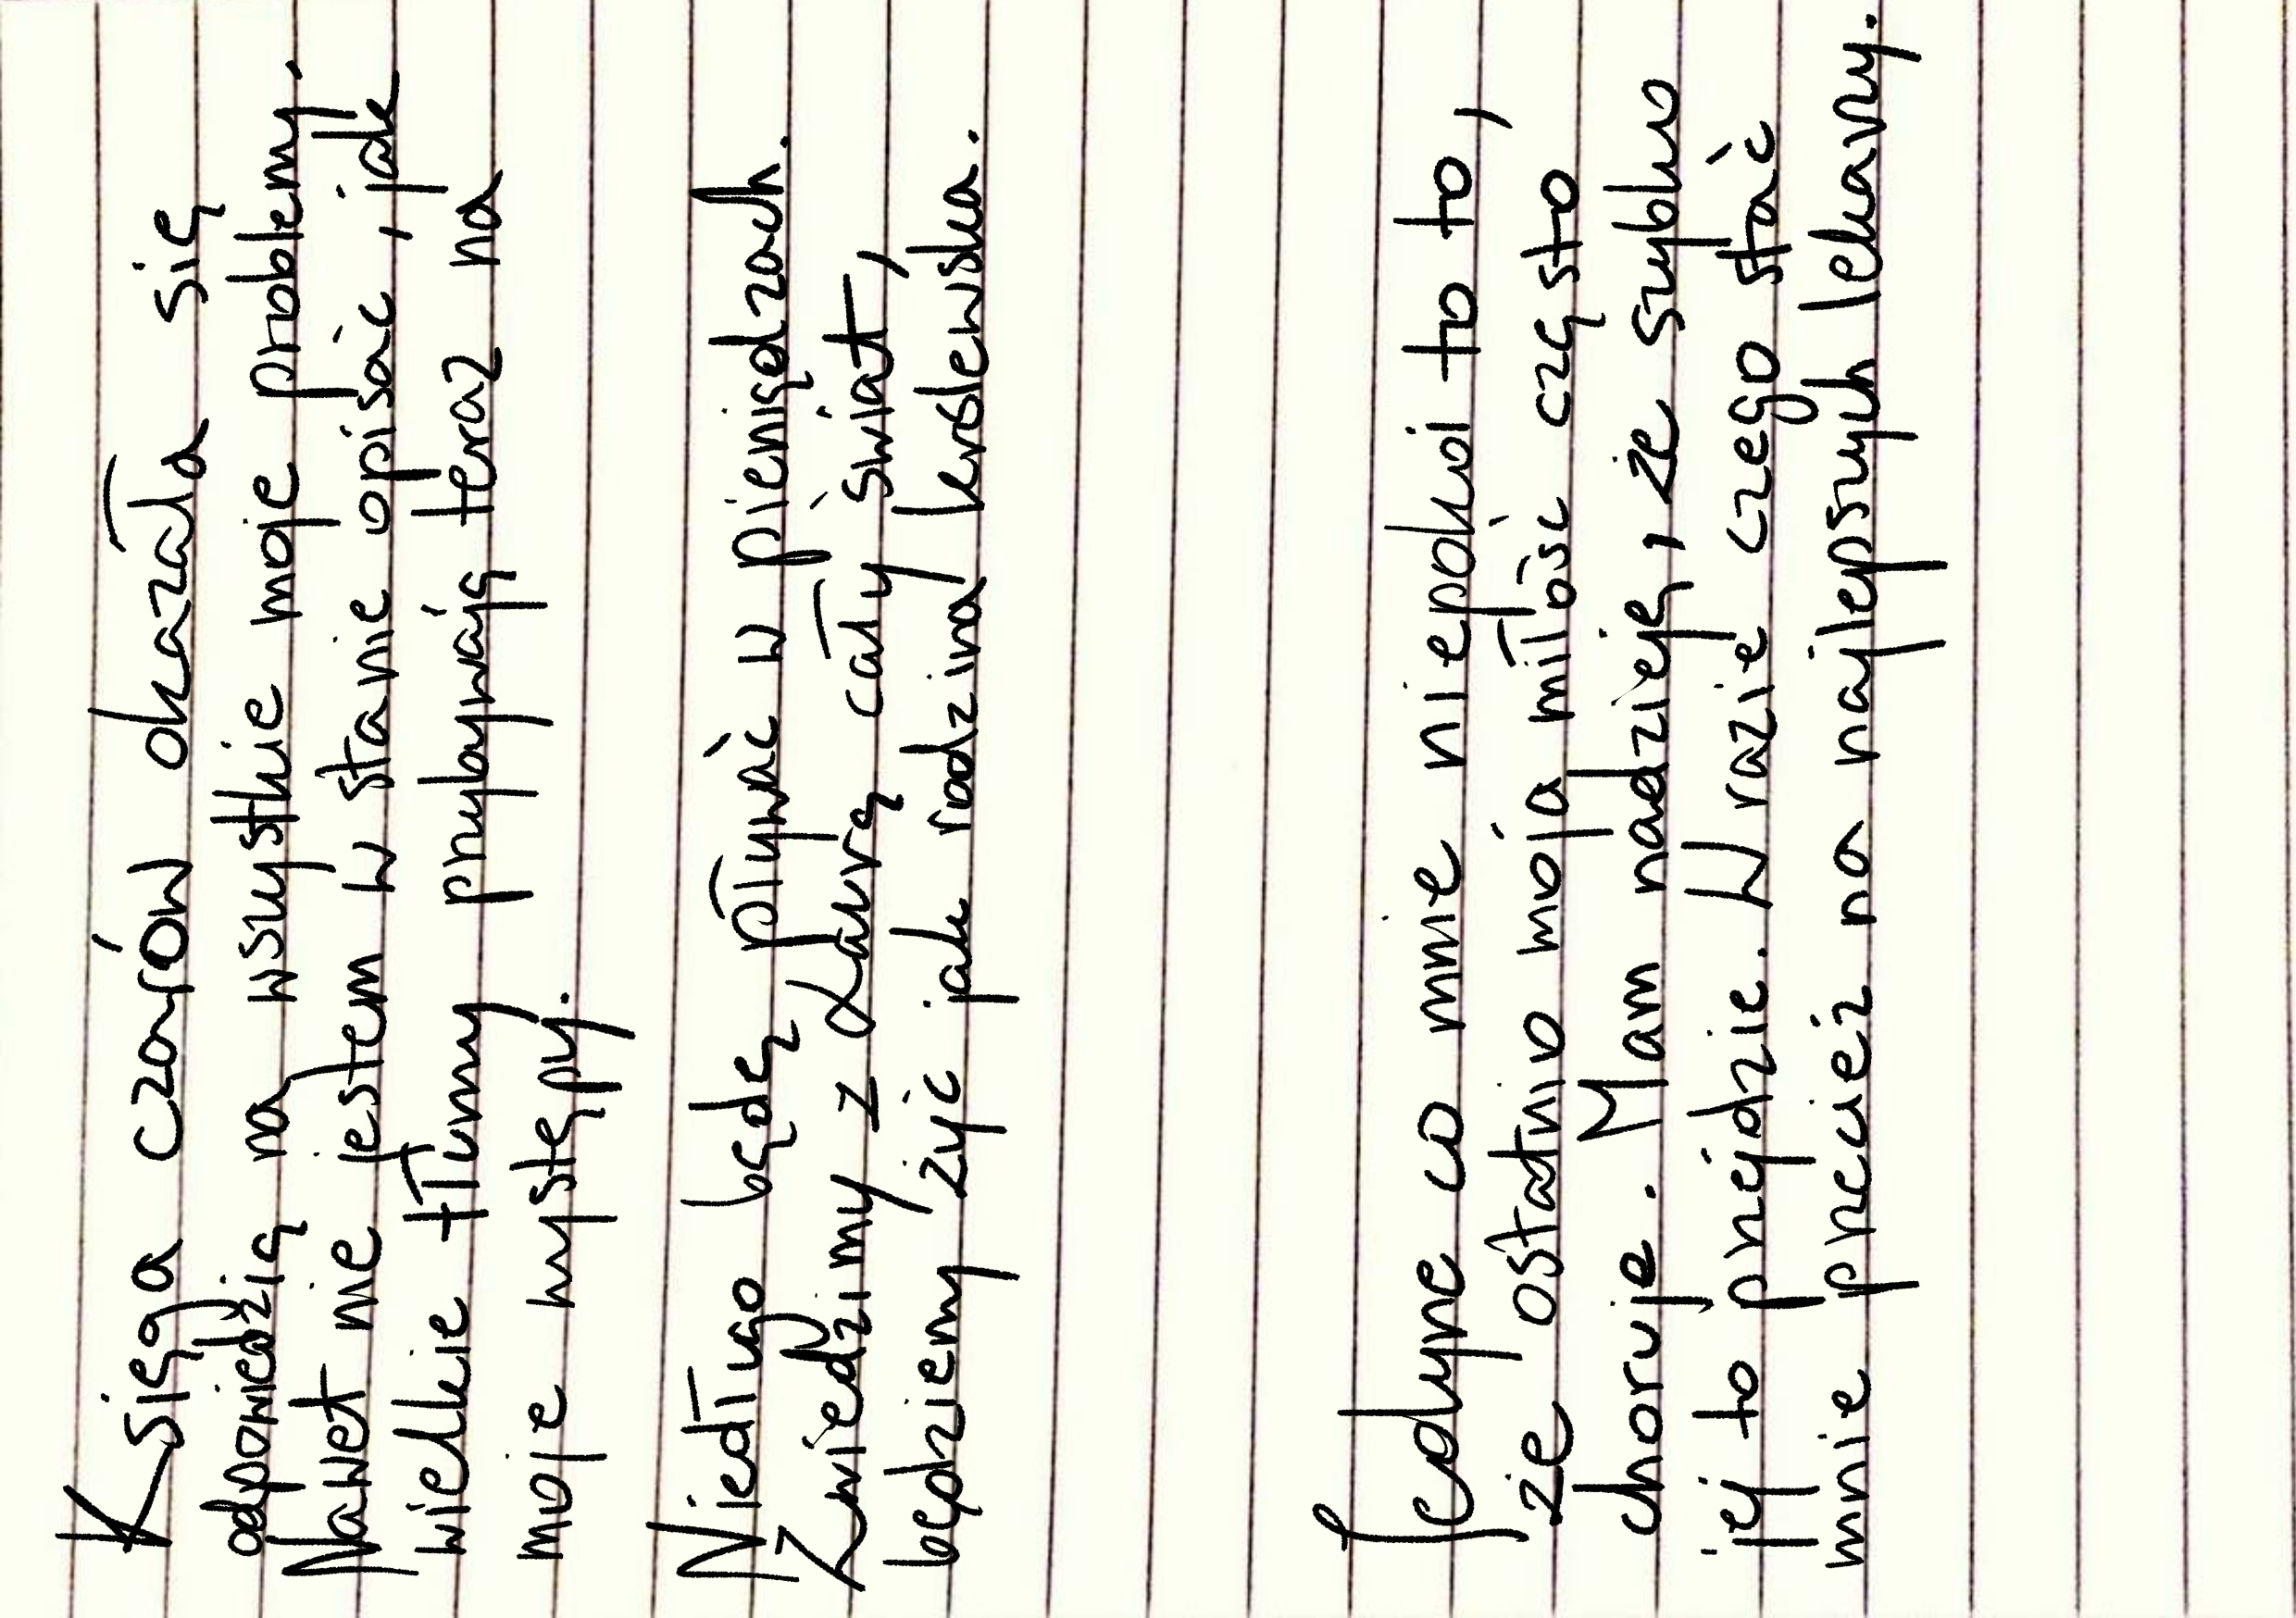 Księga czarów okazała się
odpowiedzią na wszystkie moje problemy.
Nawet nie jestem w stanie opisać, jak
wielkie tłumy przybywają teraz na
moje występy.
Niedługo będę pływać w pieniądzach.
Zwiedzimy z Laurą cały świat,
będziemy żyć jak rodzina królewska.
Jedyne co mnie niepokoi to to,
że ostatnio moja miłość często
choruje. Mam nadzieję, że szybko
jej to przejdzie. W razie czego stać
mnie przecież na najlepszych lekarzy.